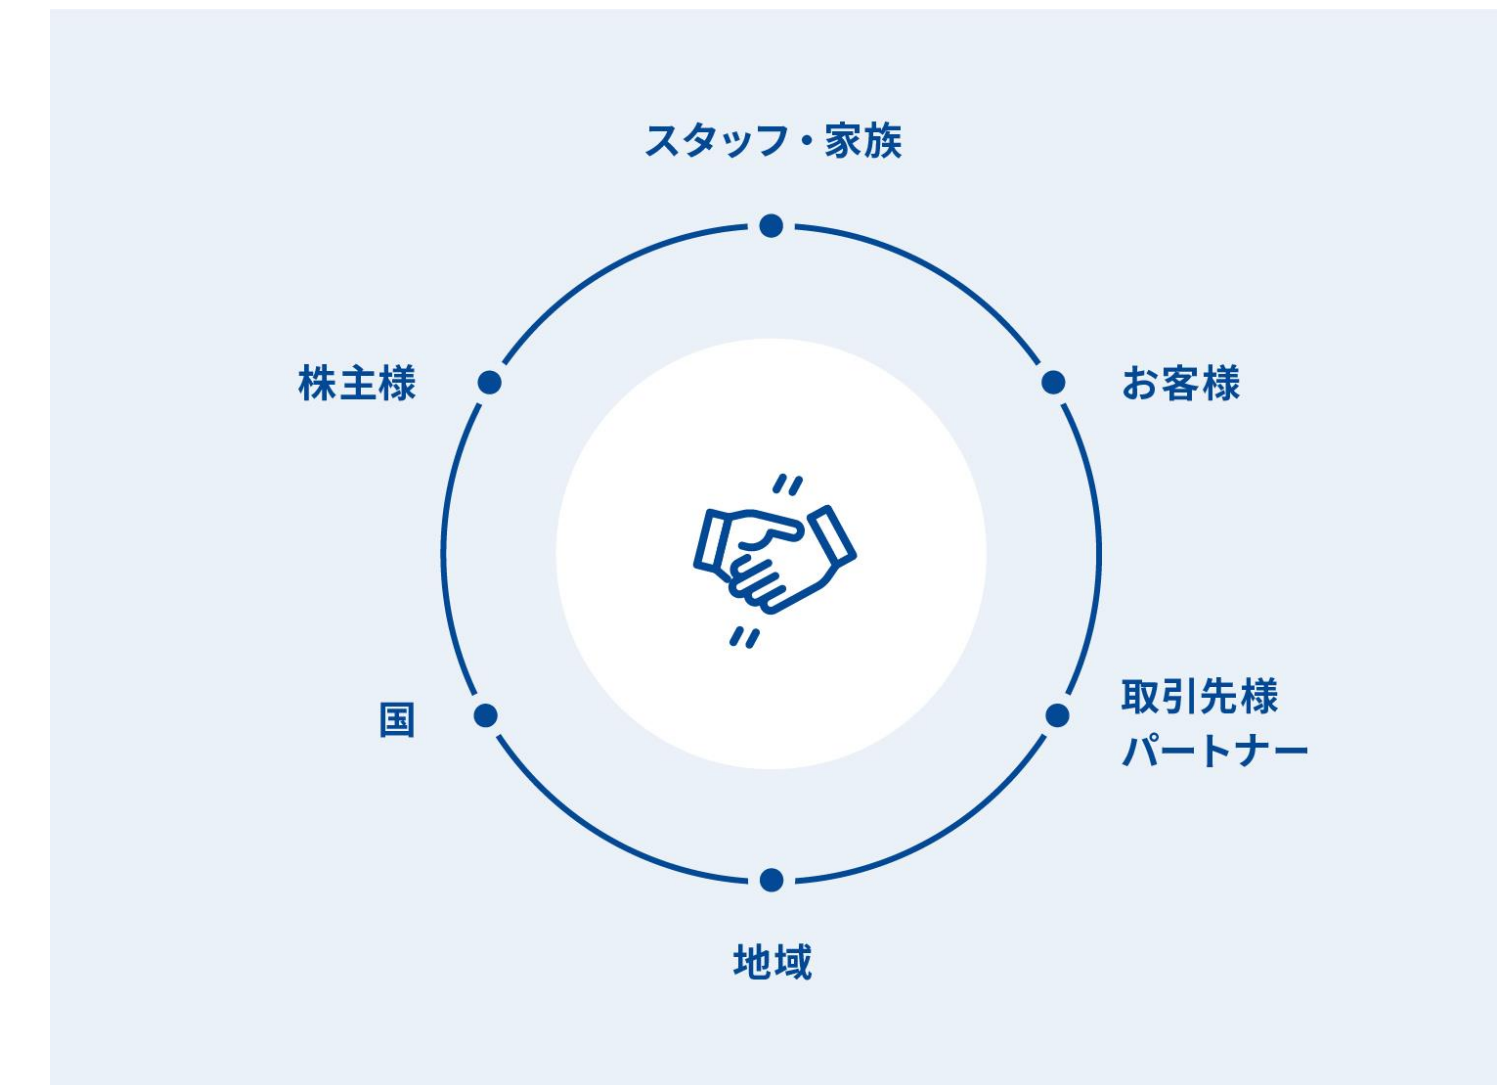 スタッフ・家族
株主様
お客様
国
取引先様
パートナー
地域